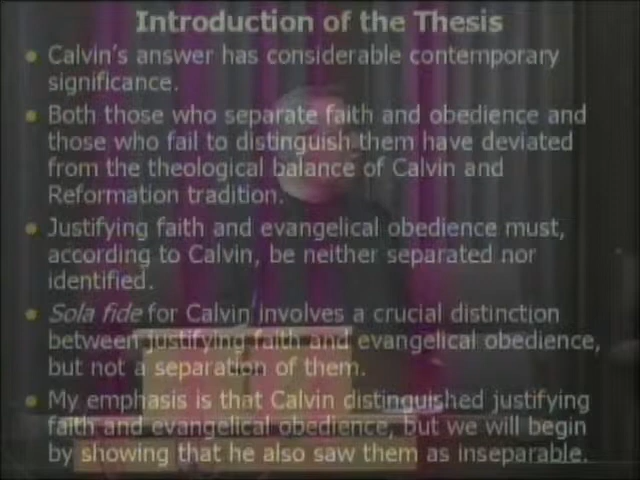 Introduction of the Thesis
• Calvin's answer has considerable contemporary
significance.
• Both those who separate faith and obedience and
those who fail to distinguish them have deviated
from the theological balance of Calvin and
Reformation tradition.
• Justifying faith and evangelical obedience must,
according to Calvin, be neither separated nor
identified.
• Sola fide for Calvin involves a crucial distinction
between justifying faith and evangelical obedience,
but not a separation of them.
• My emphasis is that Calvin distinguished justifying
faith and evangelical obedience, but we will begin
by showing that he also saw them as inseparable.